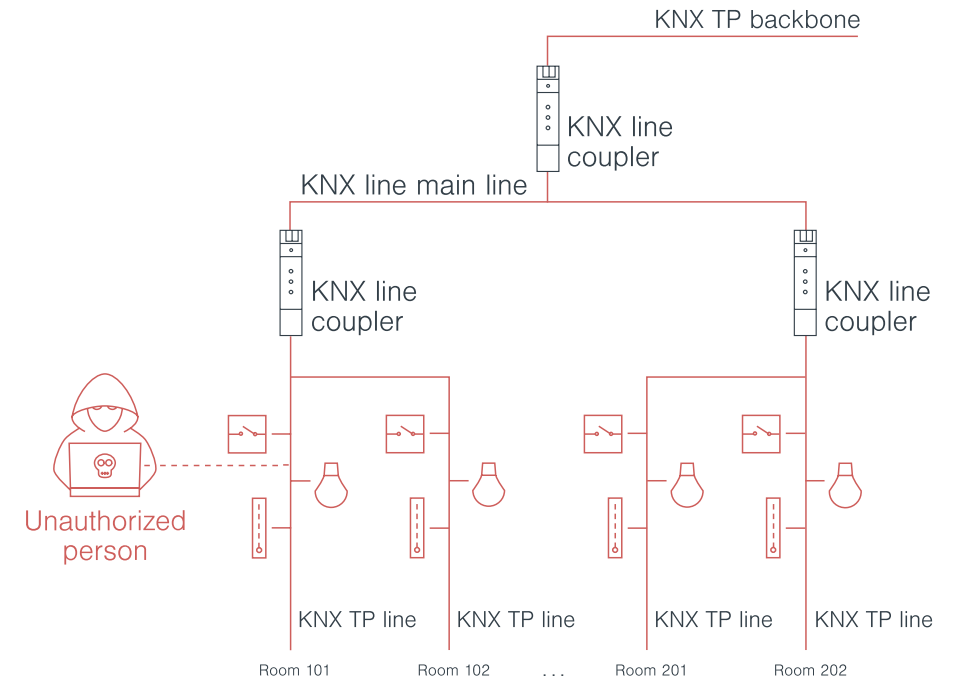 KNX TP backbone
KNX line
coupler
KNX line main line
KNX line
coupler
KNX line
coupler
Unauthorized
person
KNX TP line
KNX TP line
KNX TP line
KNX TP line
Room 101
Room 102
...
Room 201
Room 202